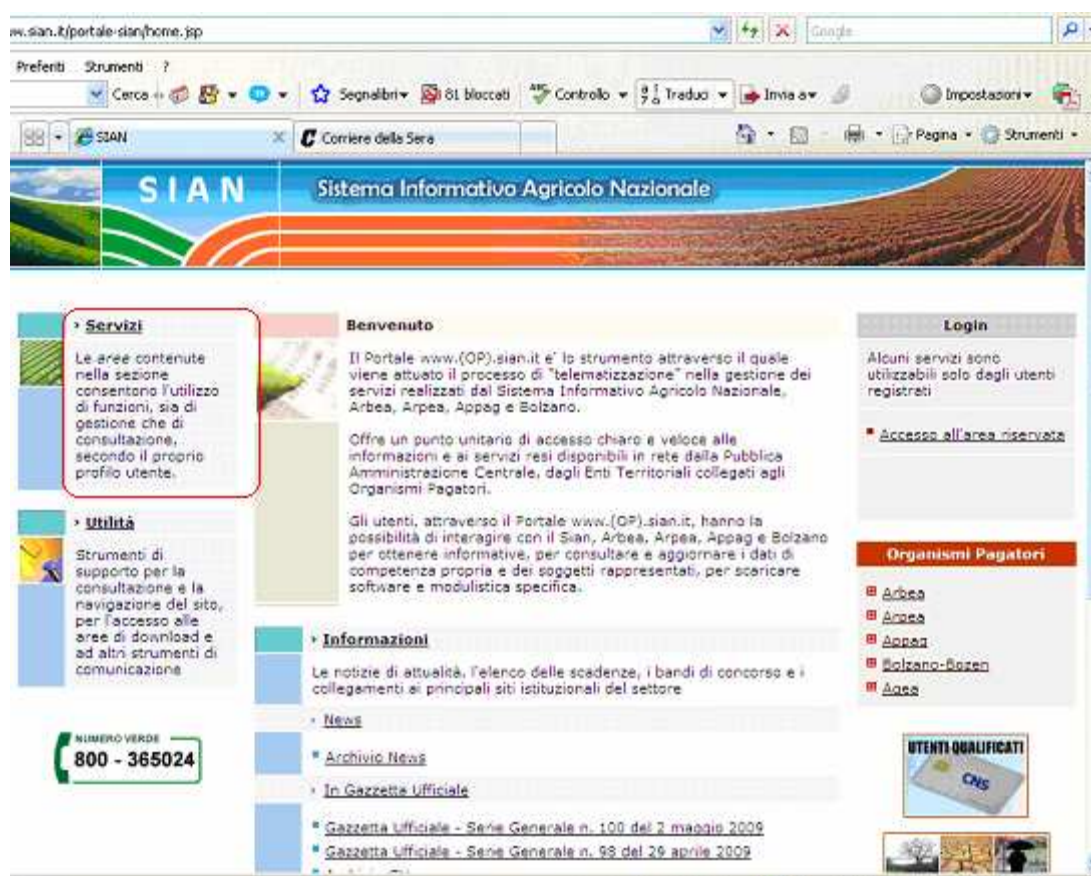 w.sian.it/portale-sian/home.jsp
Google
Preferiti Strumenti ?
Cerca
Segnalibri
81 bloccati
Controllo
Traduci
Invia a
Impostazioni
SIAN
Corriere della Sera
Pagina
Strumenti
SIAN
Sistema Informativo Agricolo Nazionale
Servizi
Le aree contenute
nella sezione
consentono l'utilizzo
di funzioni, sia di
gestione che di
consultazione,
secondo il proprio
profilo utente.
Utilità
Strumenti di
supporto per la
consultazione e la
navigazione del sito,
per l'accesso alle
aree di download e
ad altri strumenti di
comunicazione
NUMERO VERDE
800 - 365024
Benvenuto
Il Portale www.(OP).sian.it e' lo strumento attraverso il quale
viene attuato il processo di "telematizzazione" nella gestione dei
servizi realizzati dal Sistema Informativo Agricolo Nazionale,
Arbea, Arpea, Appag e Bolzano.
Offre un punto unitario di accesso chiaro e veloce alle
informazioni e ai servizi resi disponibili in rete dalla Pubblica
Amministrazione Centrale, dagli Enti Territoriali collegati agli
Organismi Pagatori.
Gli utenti, attraverso il Portale www.(OP).sian.it, hanno la
possibilità di interagire con il Sian, Arbea, Arpea, Appag e Bolzano
per ottenere informative, per consultare e aggiornare i dati di
competenza propria e dei soggetti rappresentati, per scaricare
software e modulistica specifica.
Informazioni
Le notizie di attualità, l'elenco delle scadenze, i bandi di concorso e i
collegamenti ai principali siti istituzionali del settore
News
Archivio News
In Gazzetta Ufficiale
Gazzetta Ufficiale - Serie Generale n. 100 del 2 maggio 2009
Gazzetta Ufficiale - Serie Generale n. 98 del 29 aprile 2009
Login
Alcuni servizi sono
utilizzabili solo dagli utenti
registrati
Accesso all'area riservata
Organismi Pagatori
Arbea
Arpea
Appag
Bolzano-Bozen
Agea
UTENTI QUALIFICATI
CNS